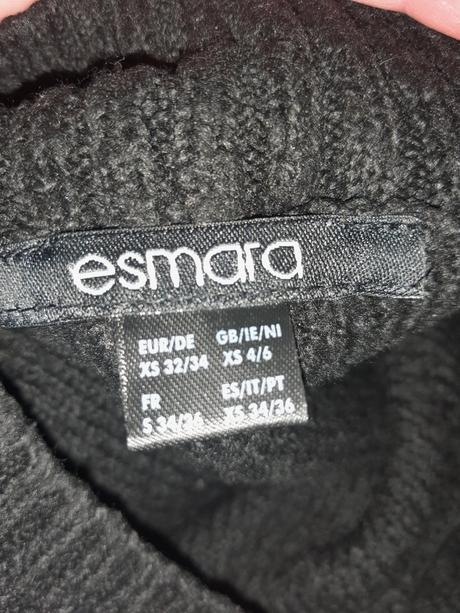 esmara
EUR/DE GB/IE/NI
XS 32/34 XS 4/6
FR ES/IT/PT
S 34/36 XS 34/36